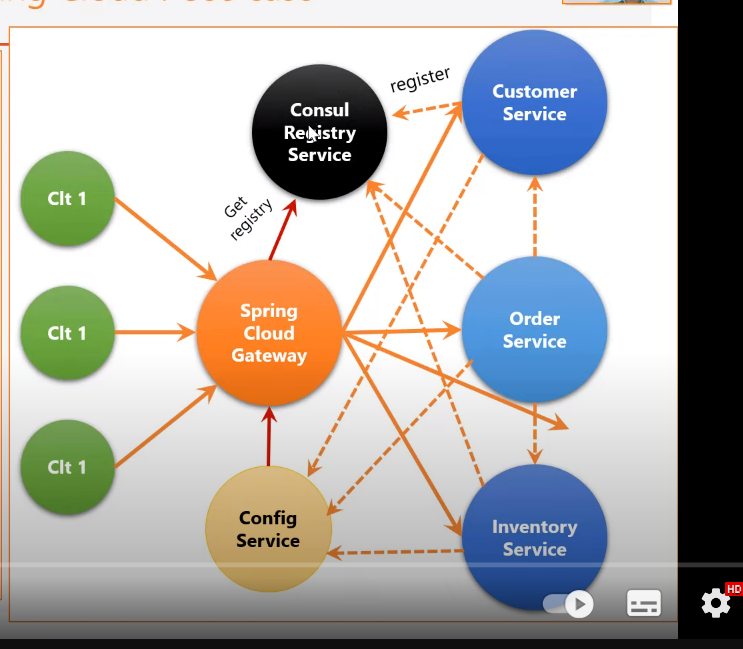 Consul
Registry
Service
register
Customer
Service
Clt 1
Get
registry
Spring
Cloud
Gateway
Clt 1
Order
Service
Clt 1
Config
Service
Inventory
Service
HD